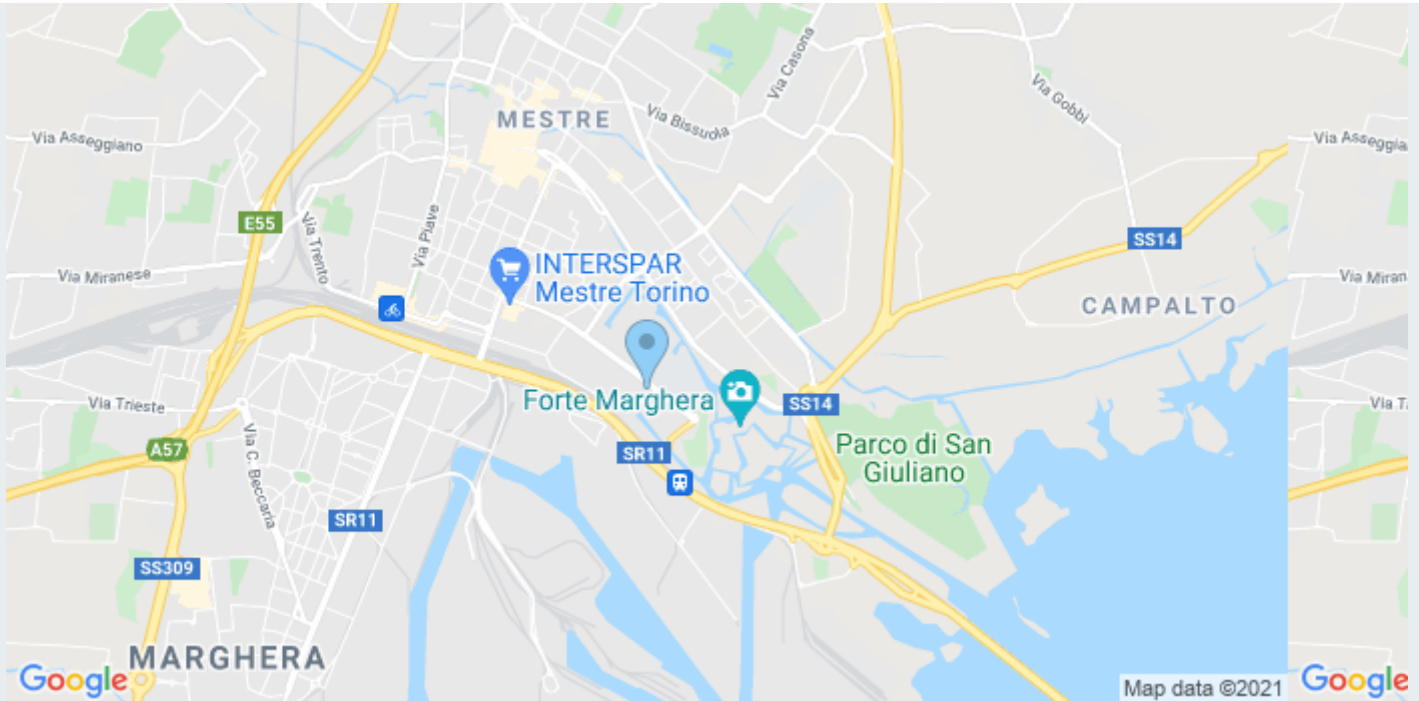 Via Casona
Via Gobbi
MESTRE
Via Bissuola
Via Asseggiano
Via Asseggia
E55
Via Trento
Via Piave
SS14
INTERSPAR
Mestre Torino
Via Miranese
Via Miran
CAMPALTO
Forte Marghera
SS14
Via Trieste
Via T
A57
Via C. Beccaria
SR11
Parco di San
Giuliano
SR11
SS309
MARGHERA
Google
Map data ©2021
Google